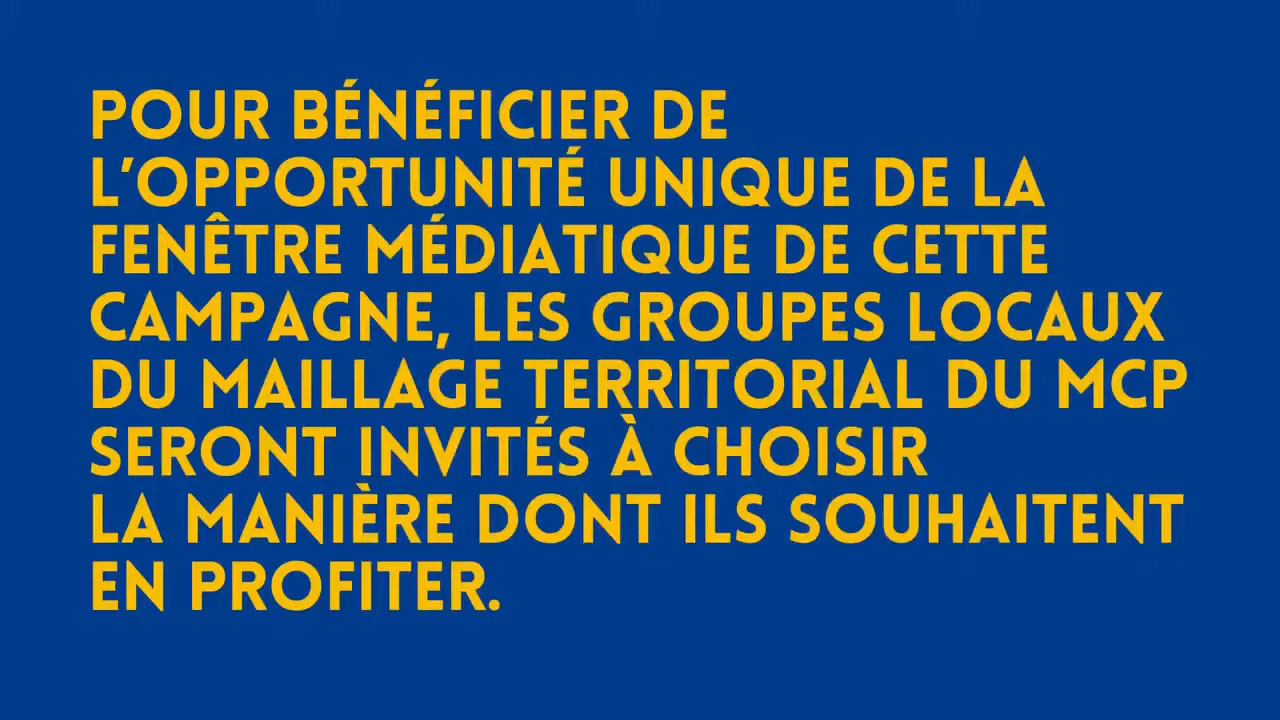 POUR BÉNÉFICIER DE
L’OPPORTUNITÉ UNIQUE DE LA
FENÊTRE MÉDIATIQUE DE CETTE
CAMPAGNE, LES GROUPES LOCAUX
DU MAILLAGE TERRITORIAL DU MCP
SERONT INVITÉS À CHOISIR
LA MANIÈRE DONT ILS SOUHAITENT
EN PROFITER.